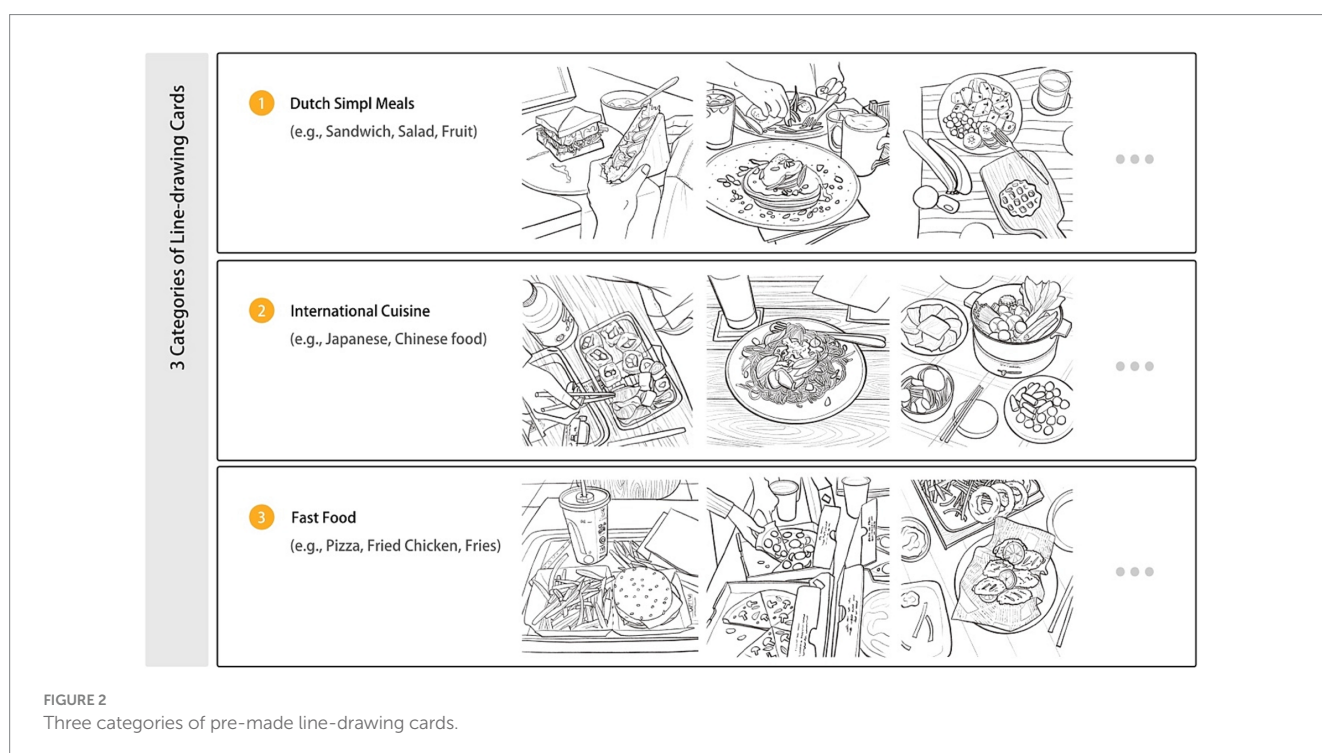 3 Categories of Line-drawing Cards
1 Dutch Simpl Meals
(e.g., Sandwich, Salad, Fruit)
2 International Cuisine
(e.g., Japanese, Chinese food)
3 Fast Food
(e.g., Pizza, Fried Chicken, Fries)
FIGURE 2
Three categories of pre-made line-drawing cards.